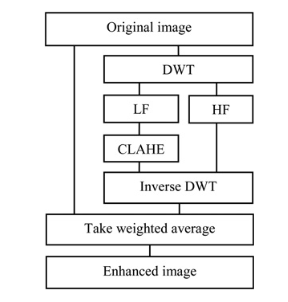 Original image
DWT
LF
HF
CLAHE
Inverse DWT
Take weighted average
Enhanced image